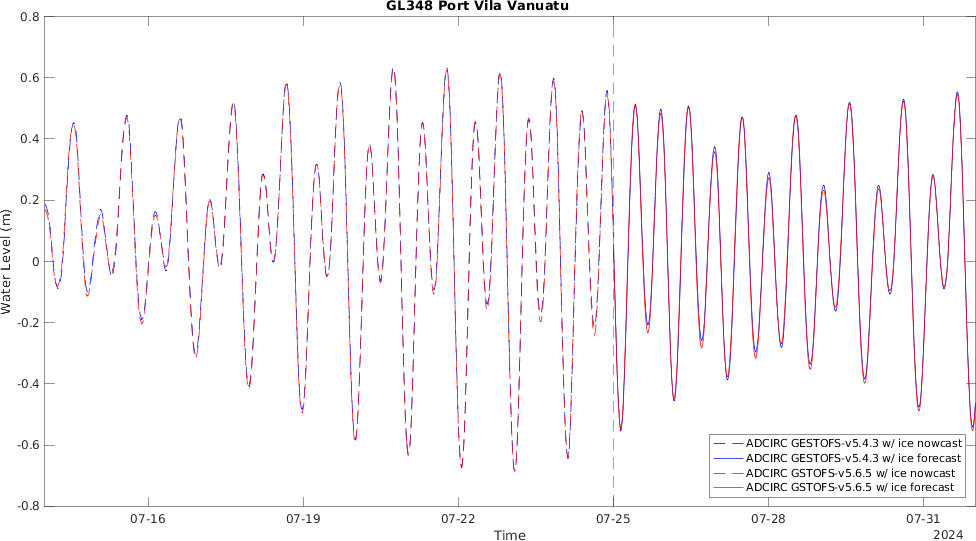 GL348 Port Vila Vanuatu
0.8
0.6
0.4
0.2
0
-0.2
-0.4
-0.6
-0.8
Water Level (m)
ADCIRC GESTOFS-v5.4.3 w/ ice nowcast
ADCIRC GESTOFS-v5.4.3 w/ ice forecast
ADCIRC GSTOFS-v5.6.5 w/ ice nowcast
ADCIRC GSTOFS-v5.6.5 w/ ice forecast
07-16 07-19 07-22 07-25 07-28 07-31
Time
2024